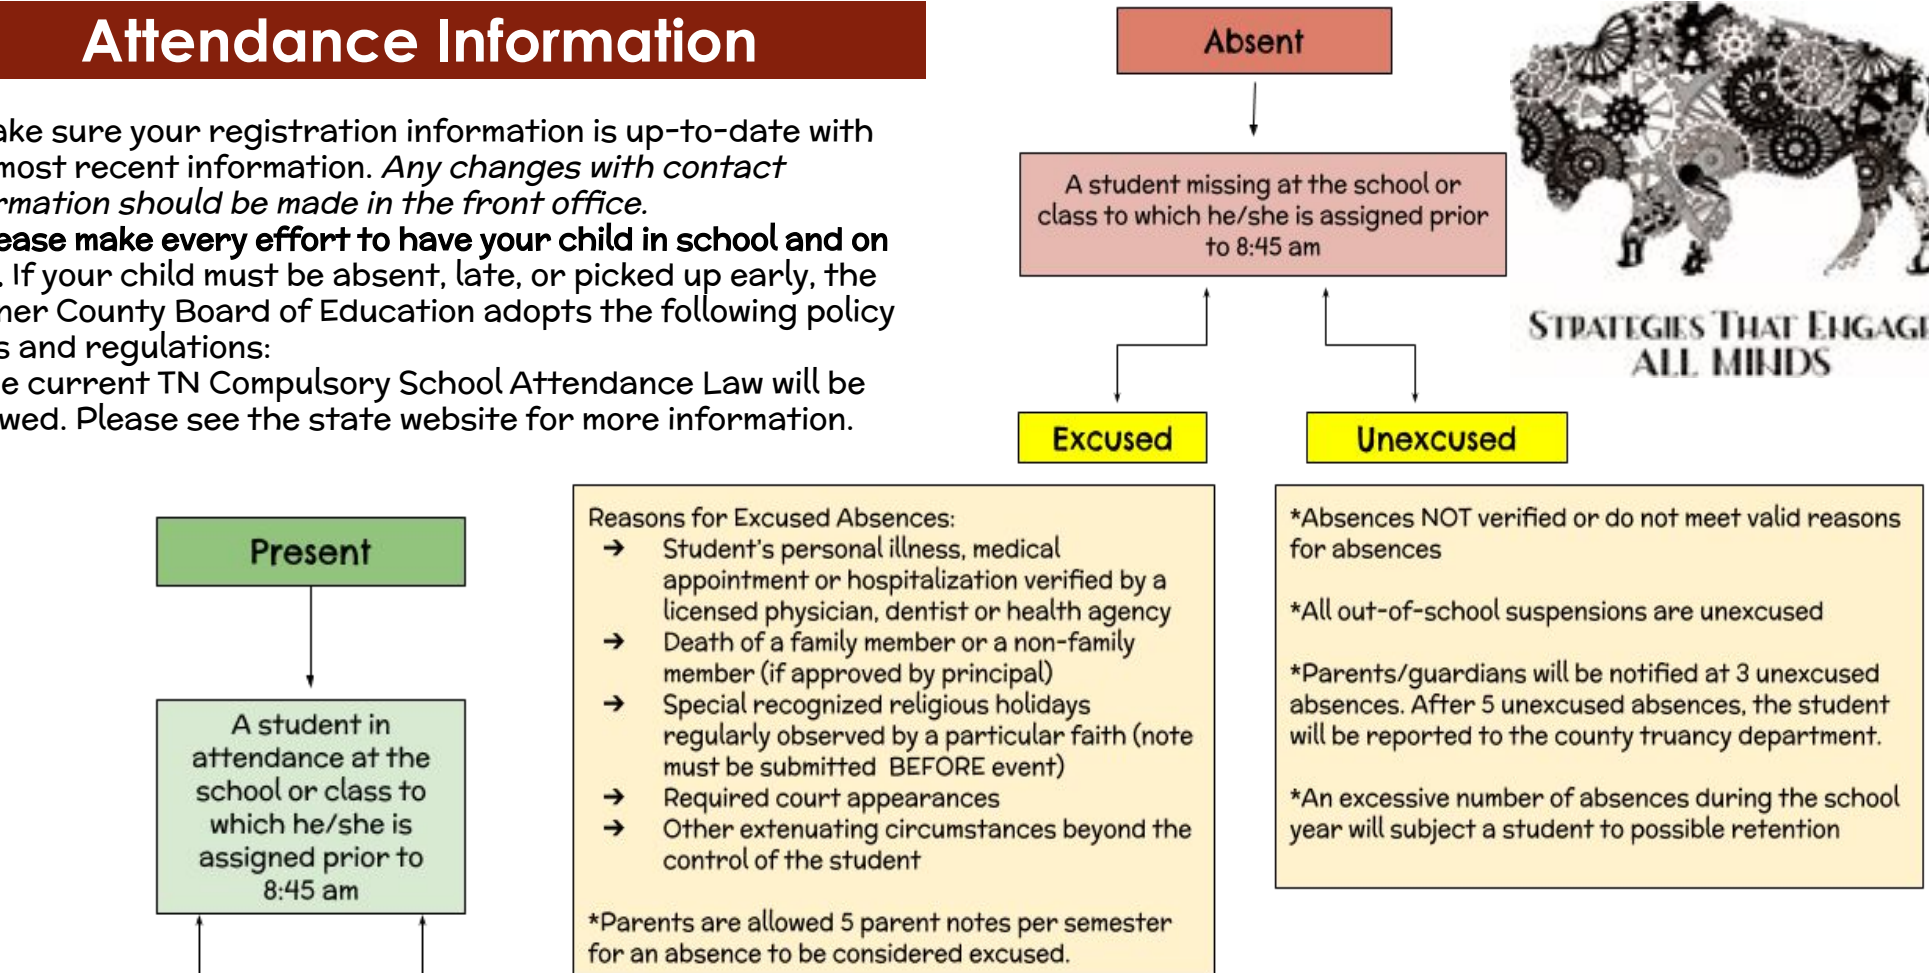 Attendance Information
ake sure your registration information is up-to-date with
most recent information. Any changes with contact
rmation should be made in the front office.
ease make every effort to have your child in school and on
. If your child must be absent, late, or picked up early, the
ner County Board of Education adopts the following policy
s and regulations:
e current TN Compulsory School Attendance Law will be
wed. Please see the state website for more information.
Absent
A student missing at the school or
class to which he/she is assigned prior
to 8:45 am
STRATEGIES THAT ENGAGE
ALL MINDS
Excused
Unexcused
Present
A student in
attendance at the
school or class to
which he/she is
assigned prior to
8:45 am
Reasons for Excused Absences:
➔ Student's personal illness, medical
appointment or hospitalization verified by a
licensed physician, dentist or health agency
➔ Death of a family member or a non-family
member (if approved by principal)
➔ Special recognized religious holidays
regularly observed by a particular faith (note
must be submitted BEFORE event)
➔ Required court appearances
➔ Other extenuating circumstances beyond the
control of the student
*Parents are allowed 5 parent notes per semester
for an absence to be considered excused.
*Absences NOT verified or do not meet valid reasons
for absences
*All out-of-school suspensions are unexcused
*Parents/guardians will be notified at 3 unexcused
absences. After 5 unexcused absences, the student
will be reported to the county truancy department.
*An excessive number of absences during the school
year will subject a student to possible retention